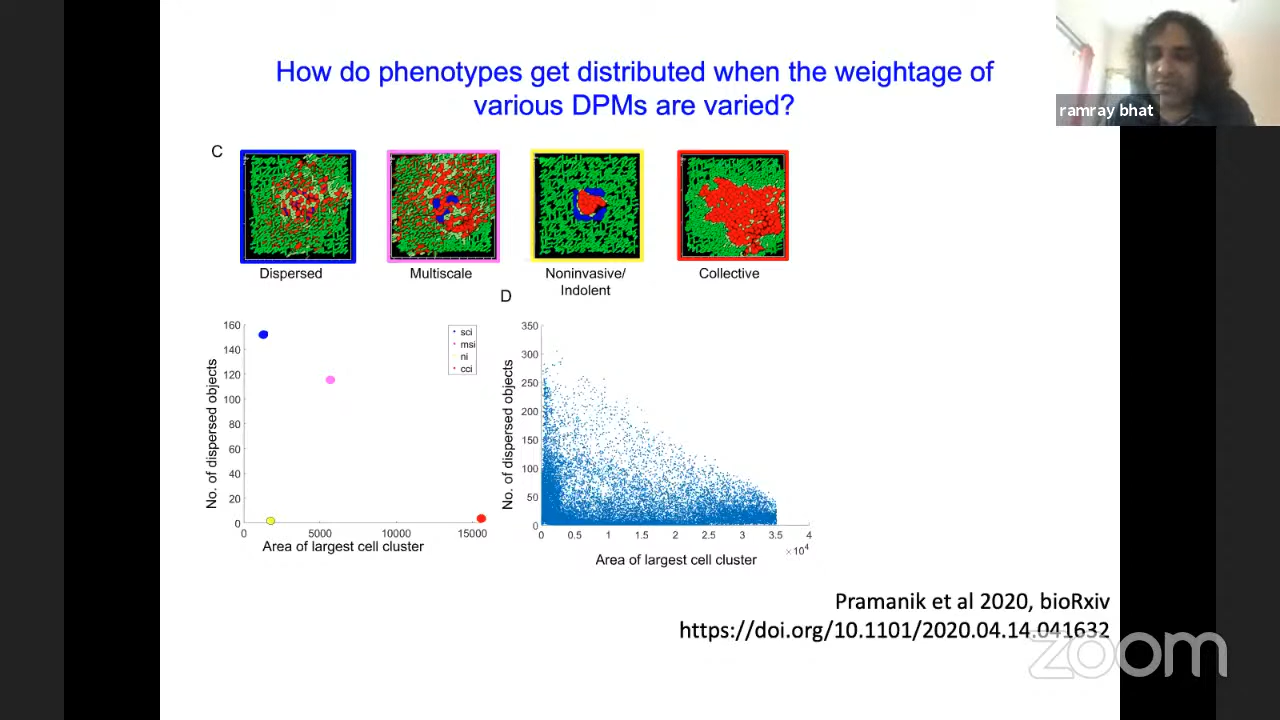 How do phenotypes get distributed when the weightage of
various DPMs are varied?
ramray bhat
C
Dispersed
Multiscale
Noninvasive/
Indolent
Collective
D
No. of dispersed objects
160
140
120
100
80
60
40
20
0
0 5000 10000 15000
Area of largest cell cluster
sci
msi
ni
cci
No. of dispersed objects
350
300
250
200
150
100
50
0
0 0.5 1 1.5 2 2.5 3 3.5 4
×10⁴
Area of largest cell cluster
Pramanik et al 2020, bioRxiv
https://doi.org/10.1101/2020.04.14.041632
zoom